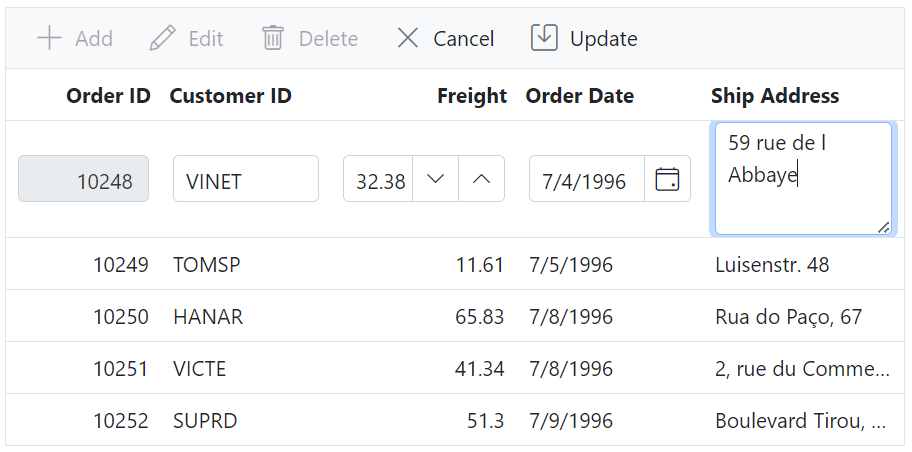 Add Edit Delete Cancel Update
Order ID Customer ID Freight Order Date Ship Address
10248 VINET 32.38 7/4/1996 59 rue de l
Abbaye
10249 TOMSP 11.61 7/5/1996 Luisenstr. 48
10250 HANAR 65.83 7/8/1996 Rua do Paço, 67
10251 VICTE 41.34 7/8/1996 2, rue du Comme...
10252 SUPRD 51.3 7/9/1996 Boulevard Tirou, ...